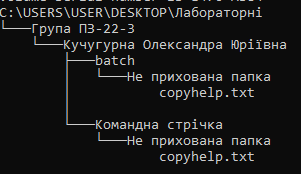 C:\USERS\USER\DESKTOP\Лабораторні
└───Група ПЗ-22-3
    └───Кучугурна Олександра Юріївна
        ├───batch
        │   └───Не прихована папка
        │           copyhelp.txt
        │
        └───Командна стрічка
            └───Не прихована папка
                    copyhelp.txt